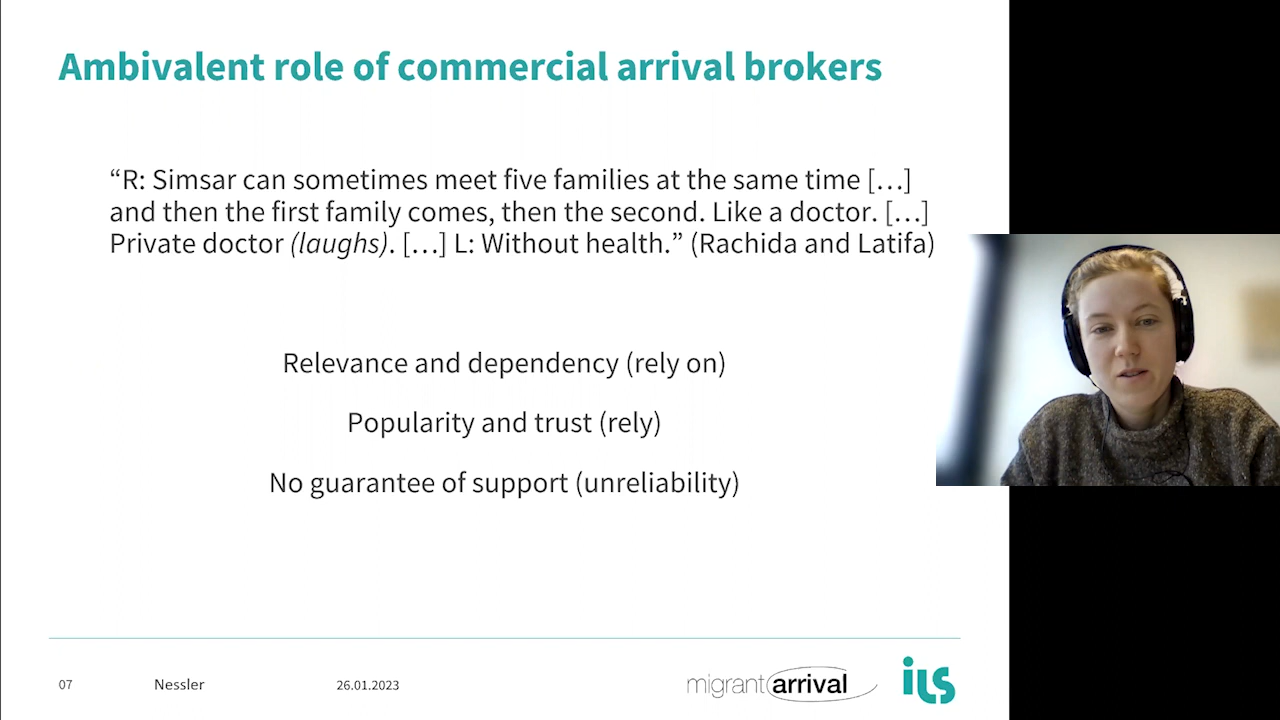 Ambivalent role of commercial arrival brokers
“R: Simsar can sometimes meet five families at the same time […]
and then the first family comes, then the second. Like a doctor. […]
Private doctor (laughs). […] L: Without health.” (Rachida and Latifa)
Relevance and dependency (rely on)
Popularity and trust (rely)
No guarantee of support (unreliability)
07 Nessler 26.01.2023 migrant arrival ils